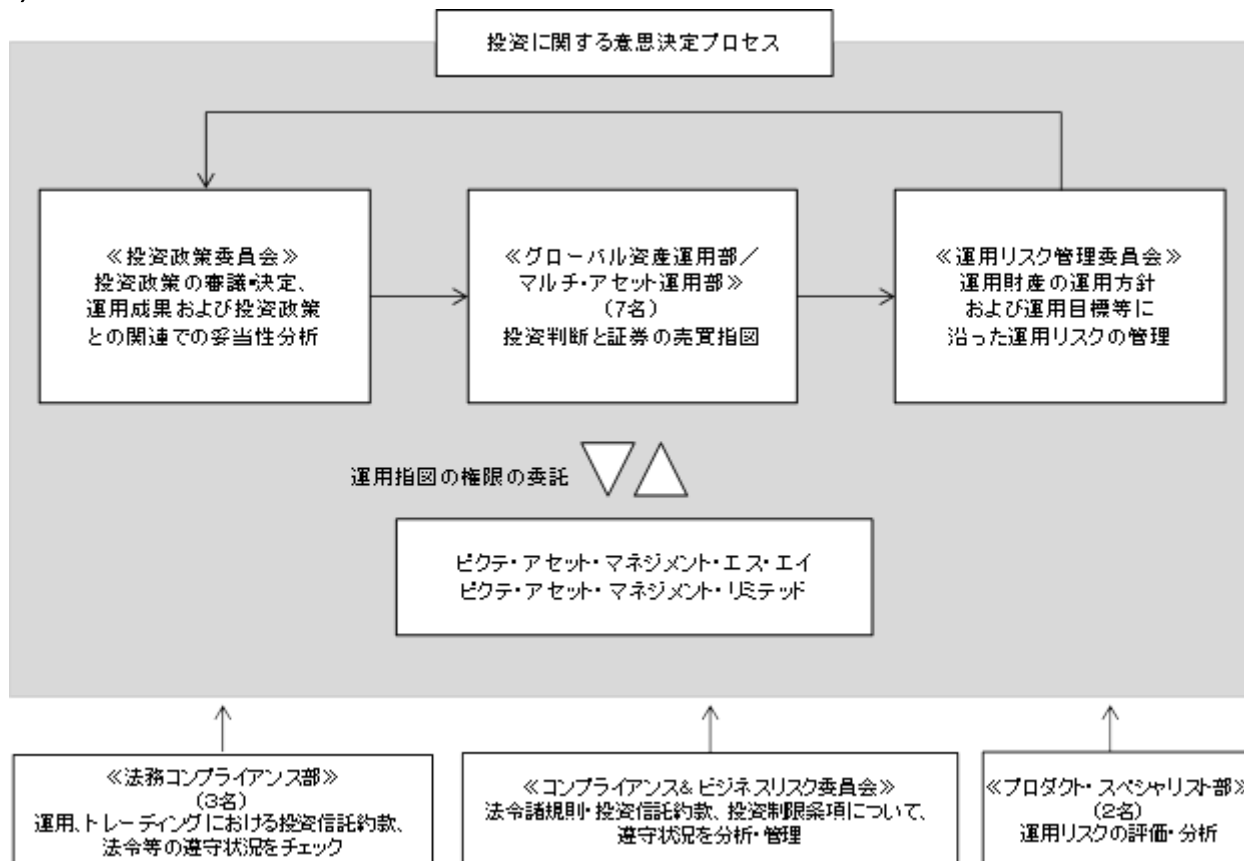 投資に関する意思決定プロセス
≪投資政策委員会≫
投資政策の審議・決定、
運用成果および投資政策
との関連での妥当性分析
≪グローバル資産運用部／
マルチ・アセット運用部≫
(7名)
投資判断と証券の売買指図
≪運用リスク管理委員会≫
運用財産の運用方針
および運用目標等に
沿った運用リスクの管理
運用指図の権限の委託
ピクテ・アセット・マネジメント・エス・エイ
ピクテ・アセット・マネジメント・リミテッド
≪法務コンプライアンス部≫
(3名)
運用、トレーディングにおける投資信託約款、
法令等の遵守状況をチェック
≪コンプライアンス&ビジネスリスク委員会≫
法令諸規則・投資信託約款、投資制限条項について、
遵守状況を分析・管理
≪プロダクト・スペシャリスト部≫
(2名)
運用リスクの評価・分析